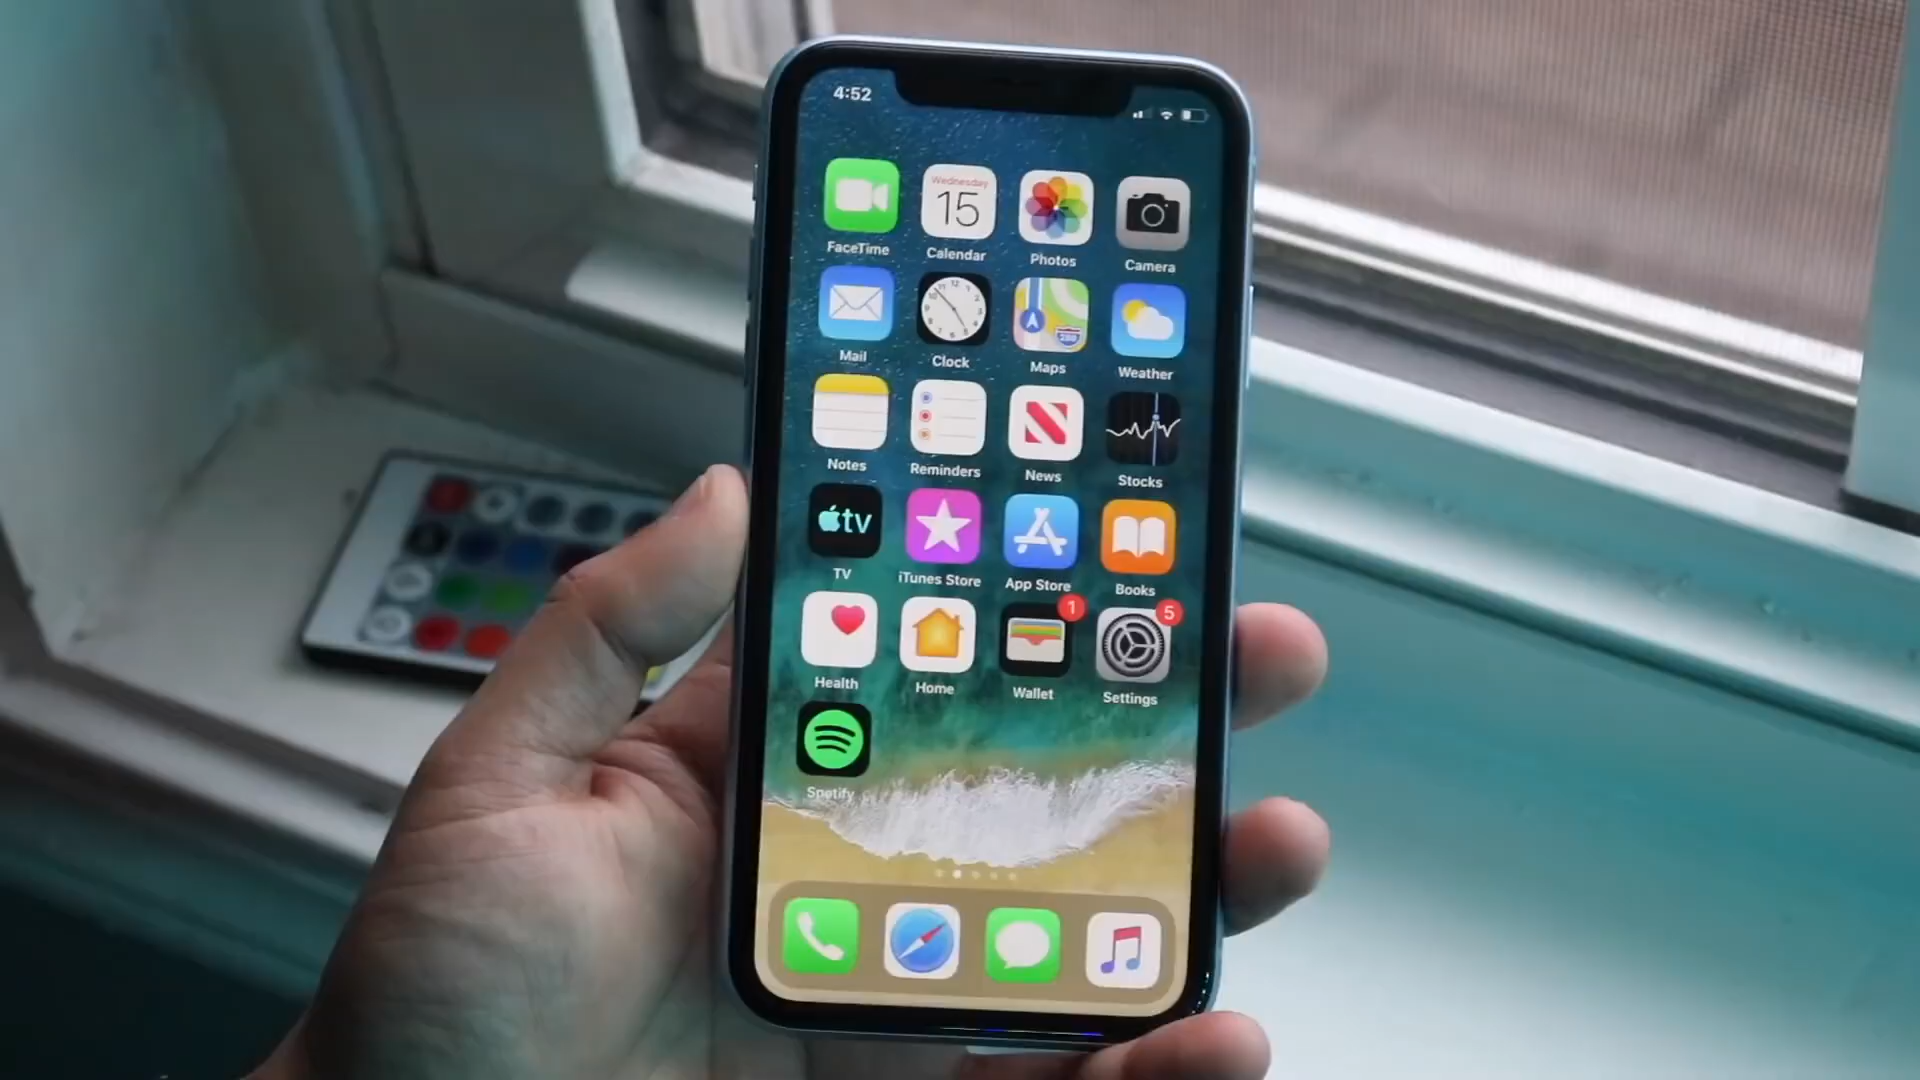 4:52
Wednesday
15
FaceTime
Calendar
Photos
Camera
Mail
Clock
Maps
Weather
280
Notes
Reminders
News
Stocks
tv
TV
iTunes Store
App Store
Books
1
5
Health
Home
Wallet
Settings
Spotify